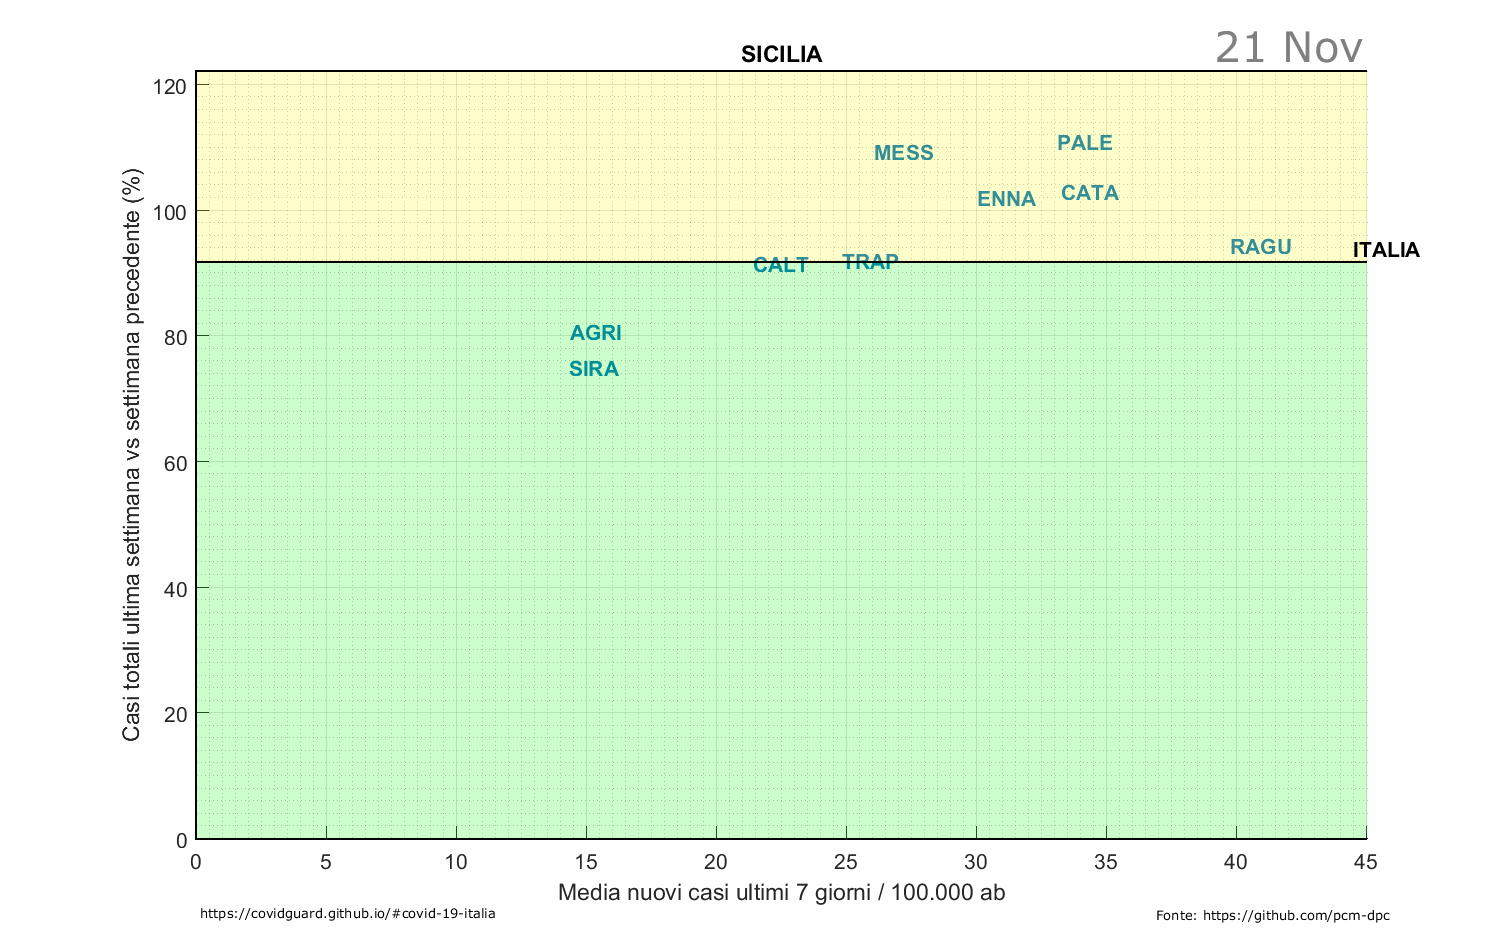 SICILIA
21 Nov
120
100
80
60
40
20
0
Casi totali ultima settimana vs settimana precedente (%)
PALE
MESS
CATA
ENNA
RAGU
ITALIA
CALT
TRAP
AGRI
SIRA
0 5 10 15 20 25 30 35 40 45
Media nuovi casi ultimi 7 giorni / 100.000 ab
https://covidguard.github.io/#covid-19-italia
Fonte: https://github.com/pcm-dpc